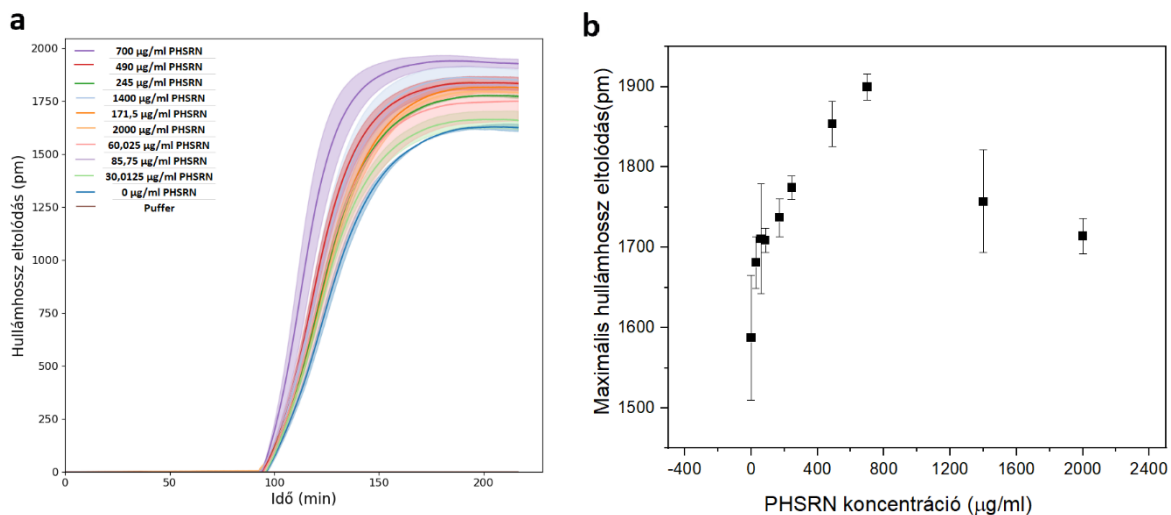 a
2000
1750
1500
1250
1000
750
500
250
0
Hullámhossz eltolódás (pm)
700 µg/ml PHSRN
490 µg/ml PHSRN
245 µg/ml PHSRN
1400 µg/ml PHSRN
171,5 µg/ml PHSRN
2000 µg/ml PHSRN
60,025 µg/ml PHSRN
85,75 µg/ml PHSRN
30,0125 µg/ml PHSRN
0 µg/ml PHSRN
Puffer
0 50 100 150 200
Idő (min)
b
1900
1800
1700
1600
1500
Maximális hullámhossz eltolódás(pm)
-400 0 400 800 1200 1600 2000 2400
PHSRN koncentráció (µg/ml)